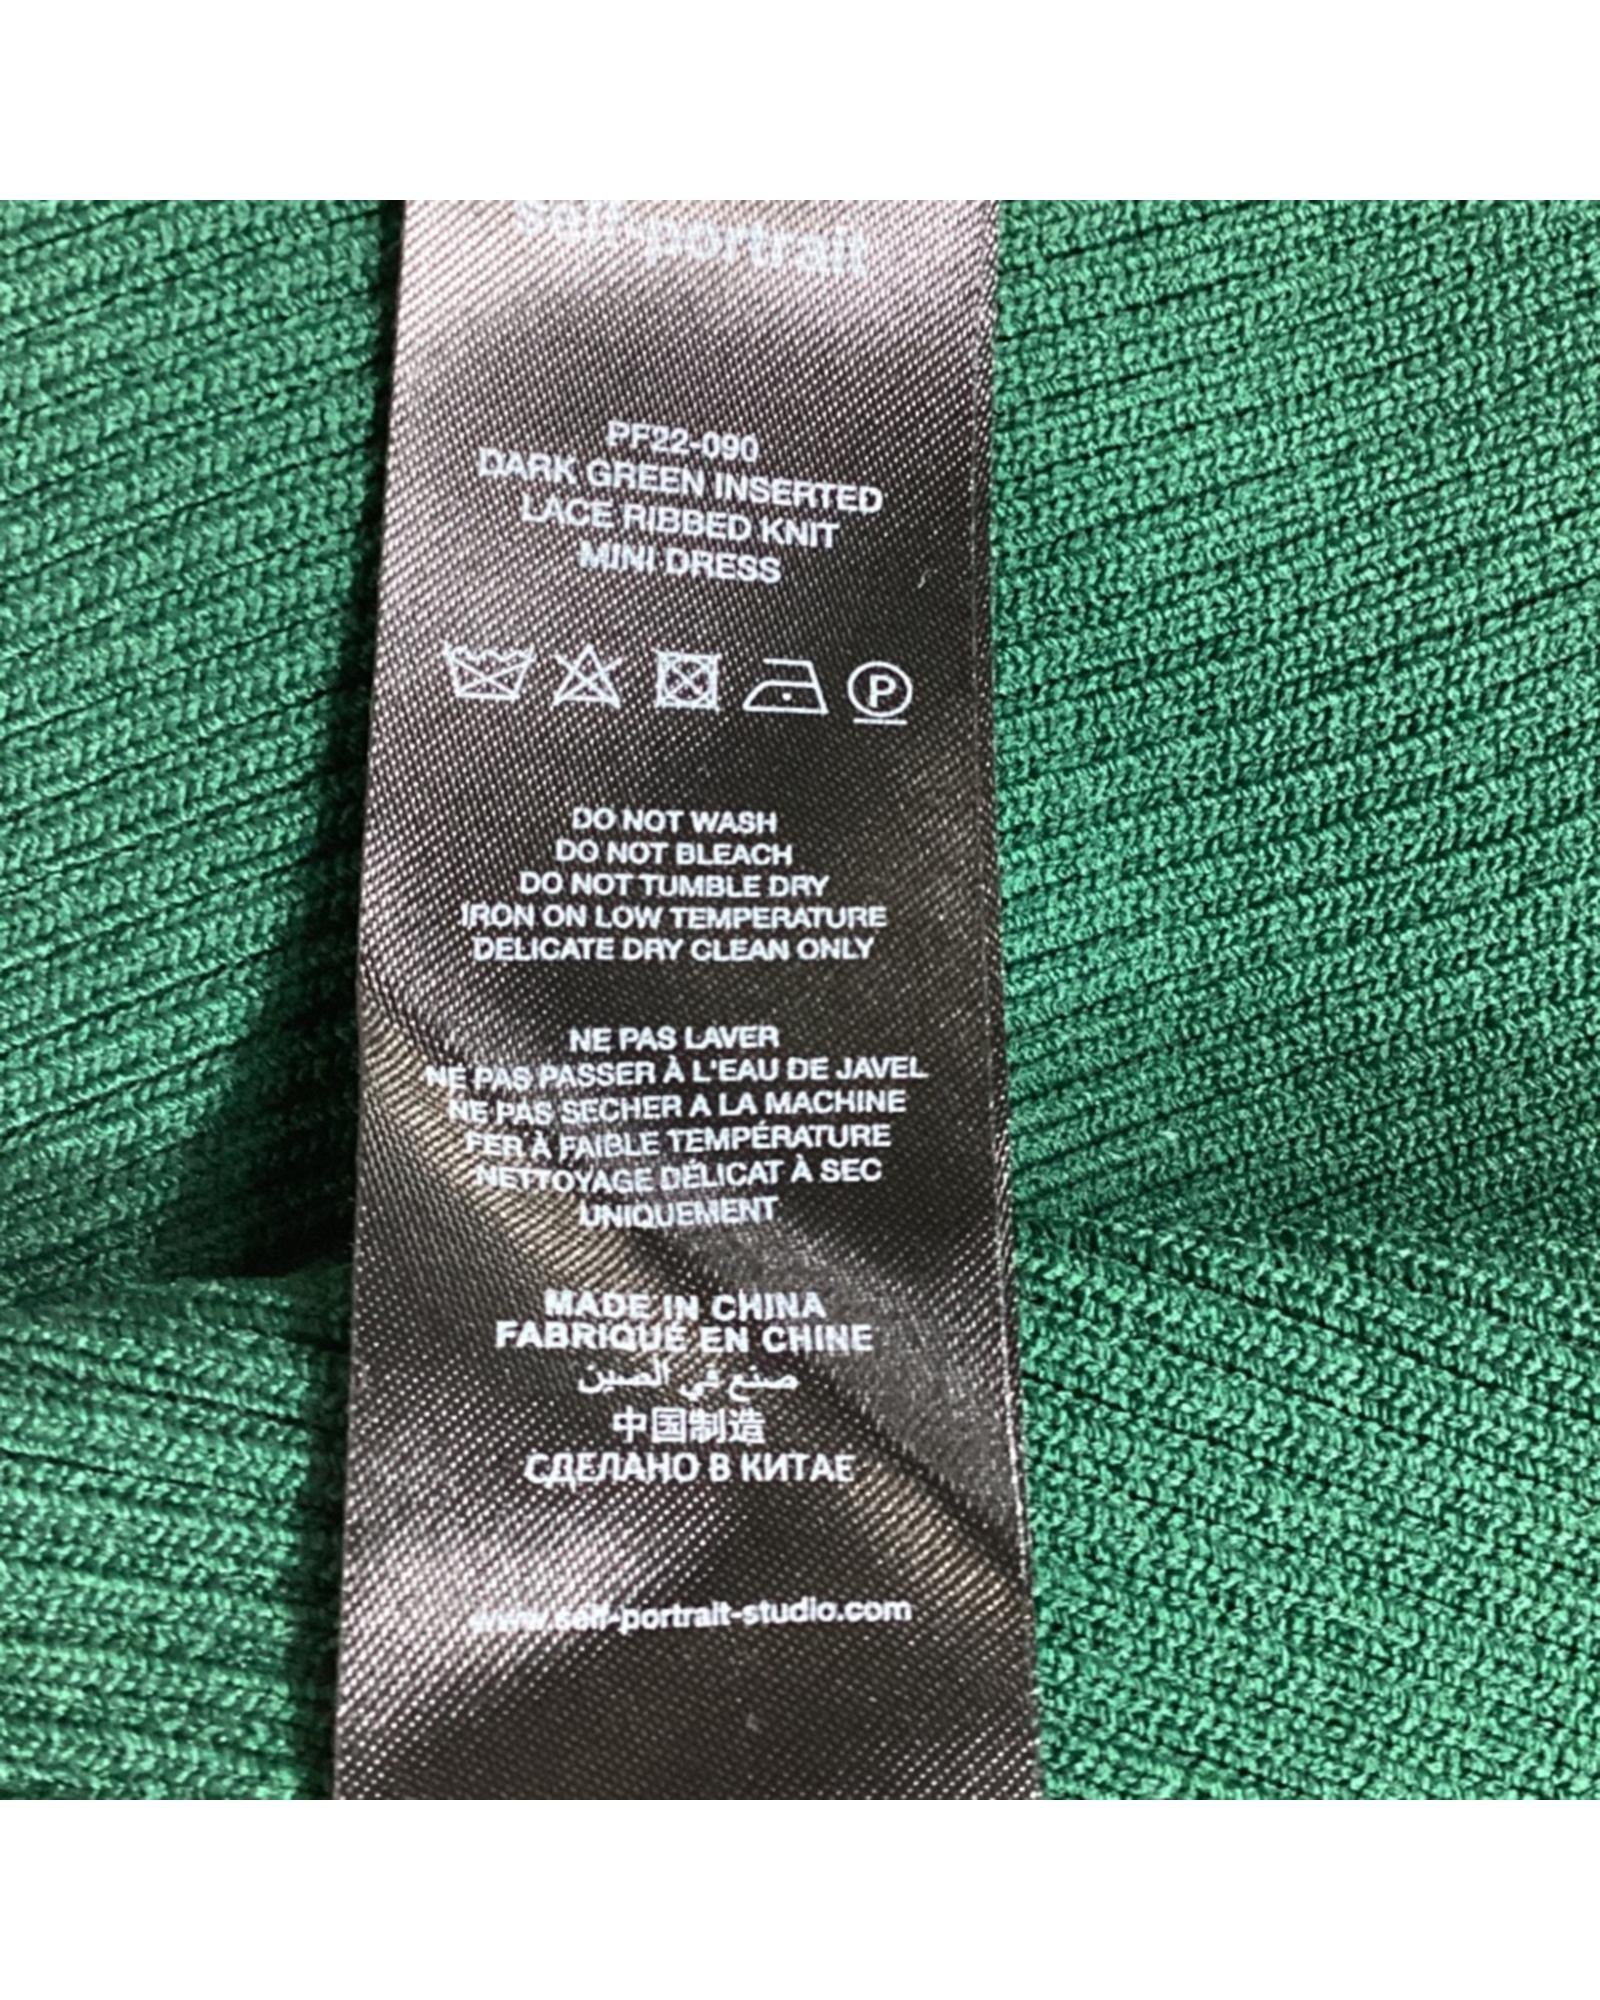 self-portrait
PF22-090
DARK GREEN INSERTED
LACE RIBBED KNIT
MINI DRESS
P
DO NOT WASH
DO NOT BLEACH
DO NOT TUMBLE DRY
IRON ON LOW TEMPERATURE
DELICATE DRY CLEAN ONLY
NE PAS LAVER
NE PAS PASSER À L'EAU DE JAVEL
NE PAS SECHER A LA MACHINE
FER À FAIBLE TEMPÉRATURE
NETTOYAGE DÉLICAT À SEC
UNIQUEMENT
MADE IN CHINA
FABRIQUÉ EN CHINE
صنع في الصين
中国制造
СДЕЛАНО В КИТАЕ
www.self-portrait-studio.com